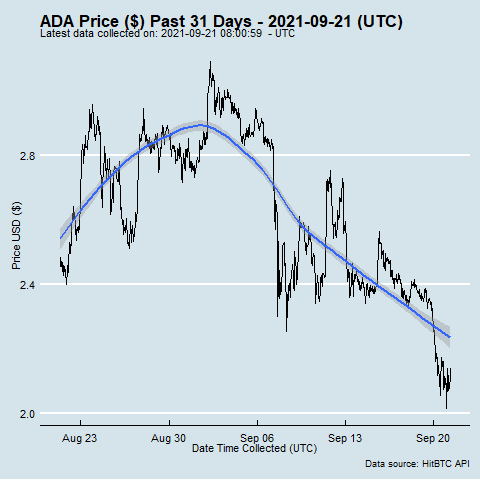 ADA Price ($) Past 31 Days - 2021-09-21 (UTC)
Latest data collected on: 2021-09-21 08:00:59 - UTC
2.8
2.4
2.0
Price USD ($)
Aug 23 Aug 30 Sep 06 Sep 13 Sep 20
Date Time Collected (UTC)
Data source: HitBTC API